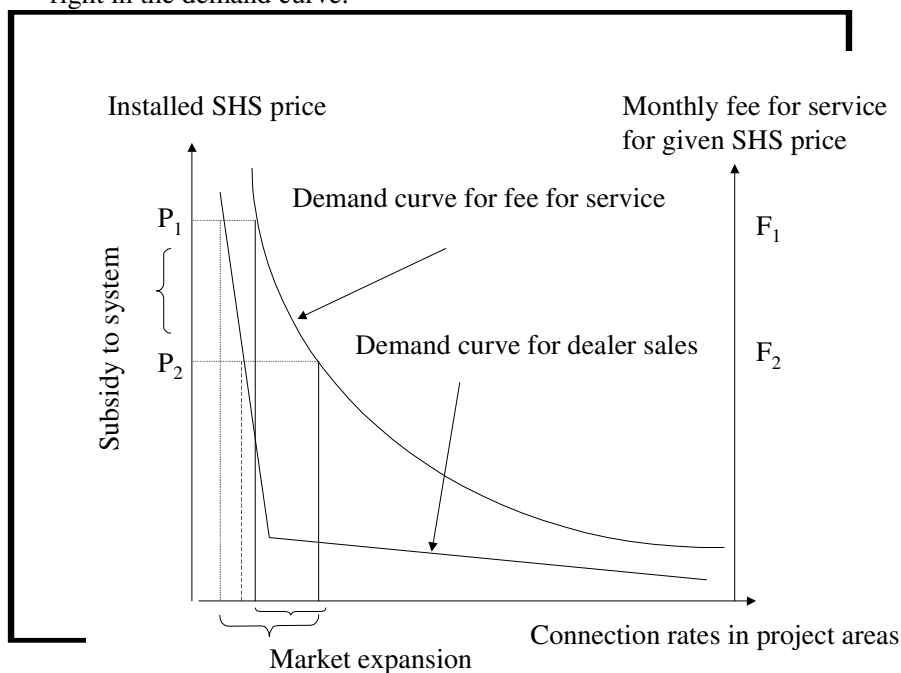 right in the demand curve.
Installed SHS price
Monthly fee for service
for given SHS price
Demand curve for fee for service
P1
F1
Subsidy to system
Demand curve for dealer sales
P2
F2
Connection rates in project areas
Market expansion